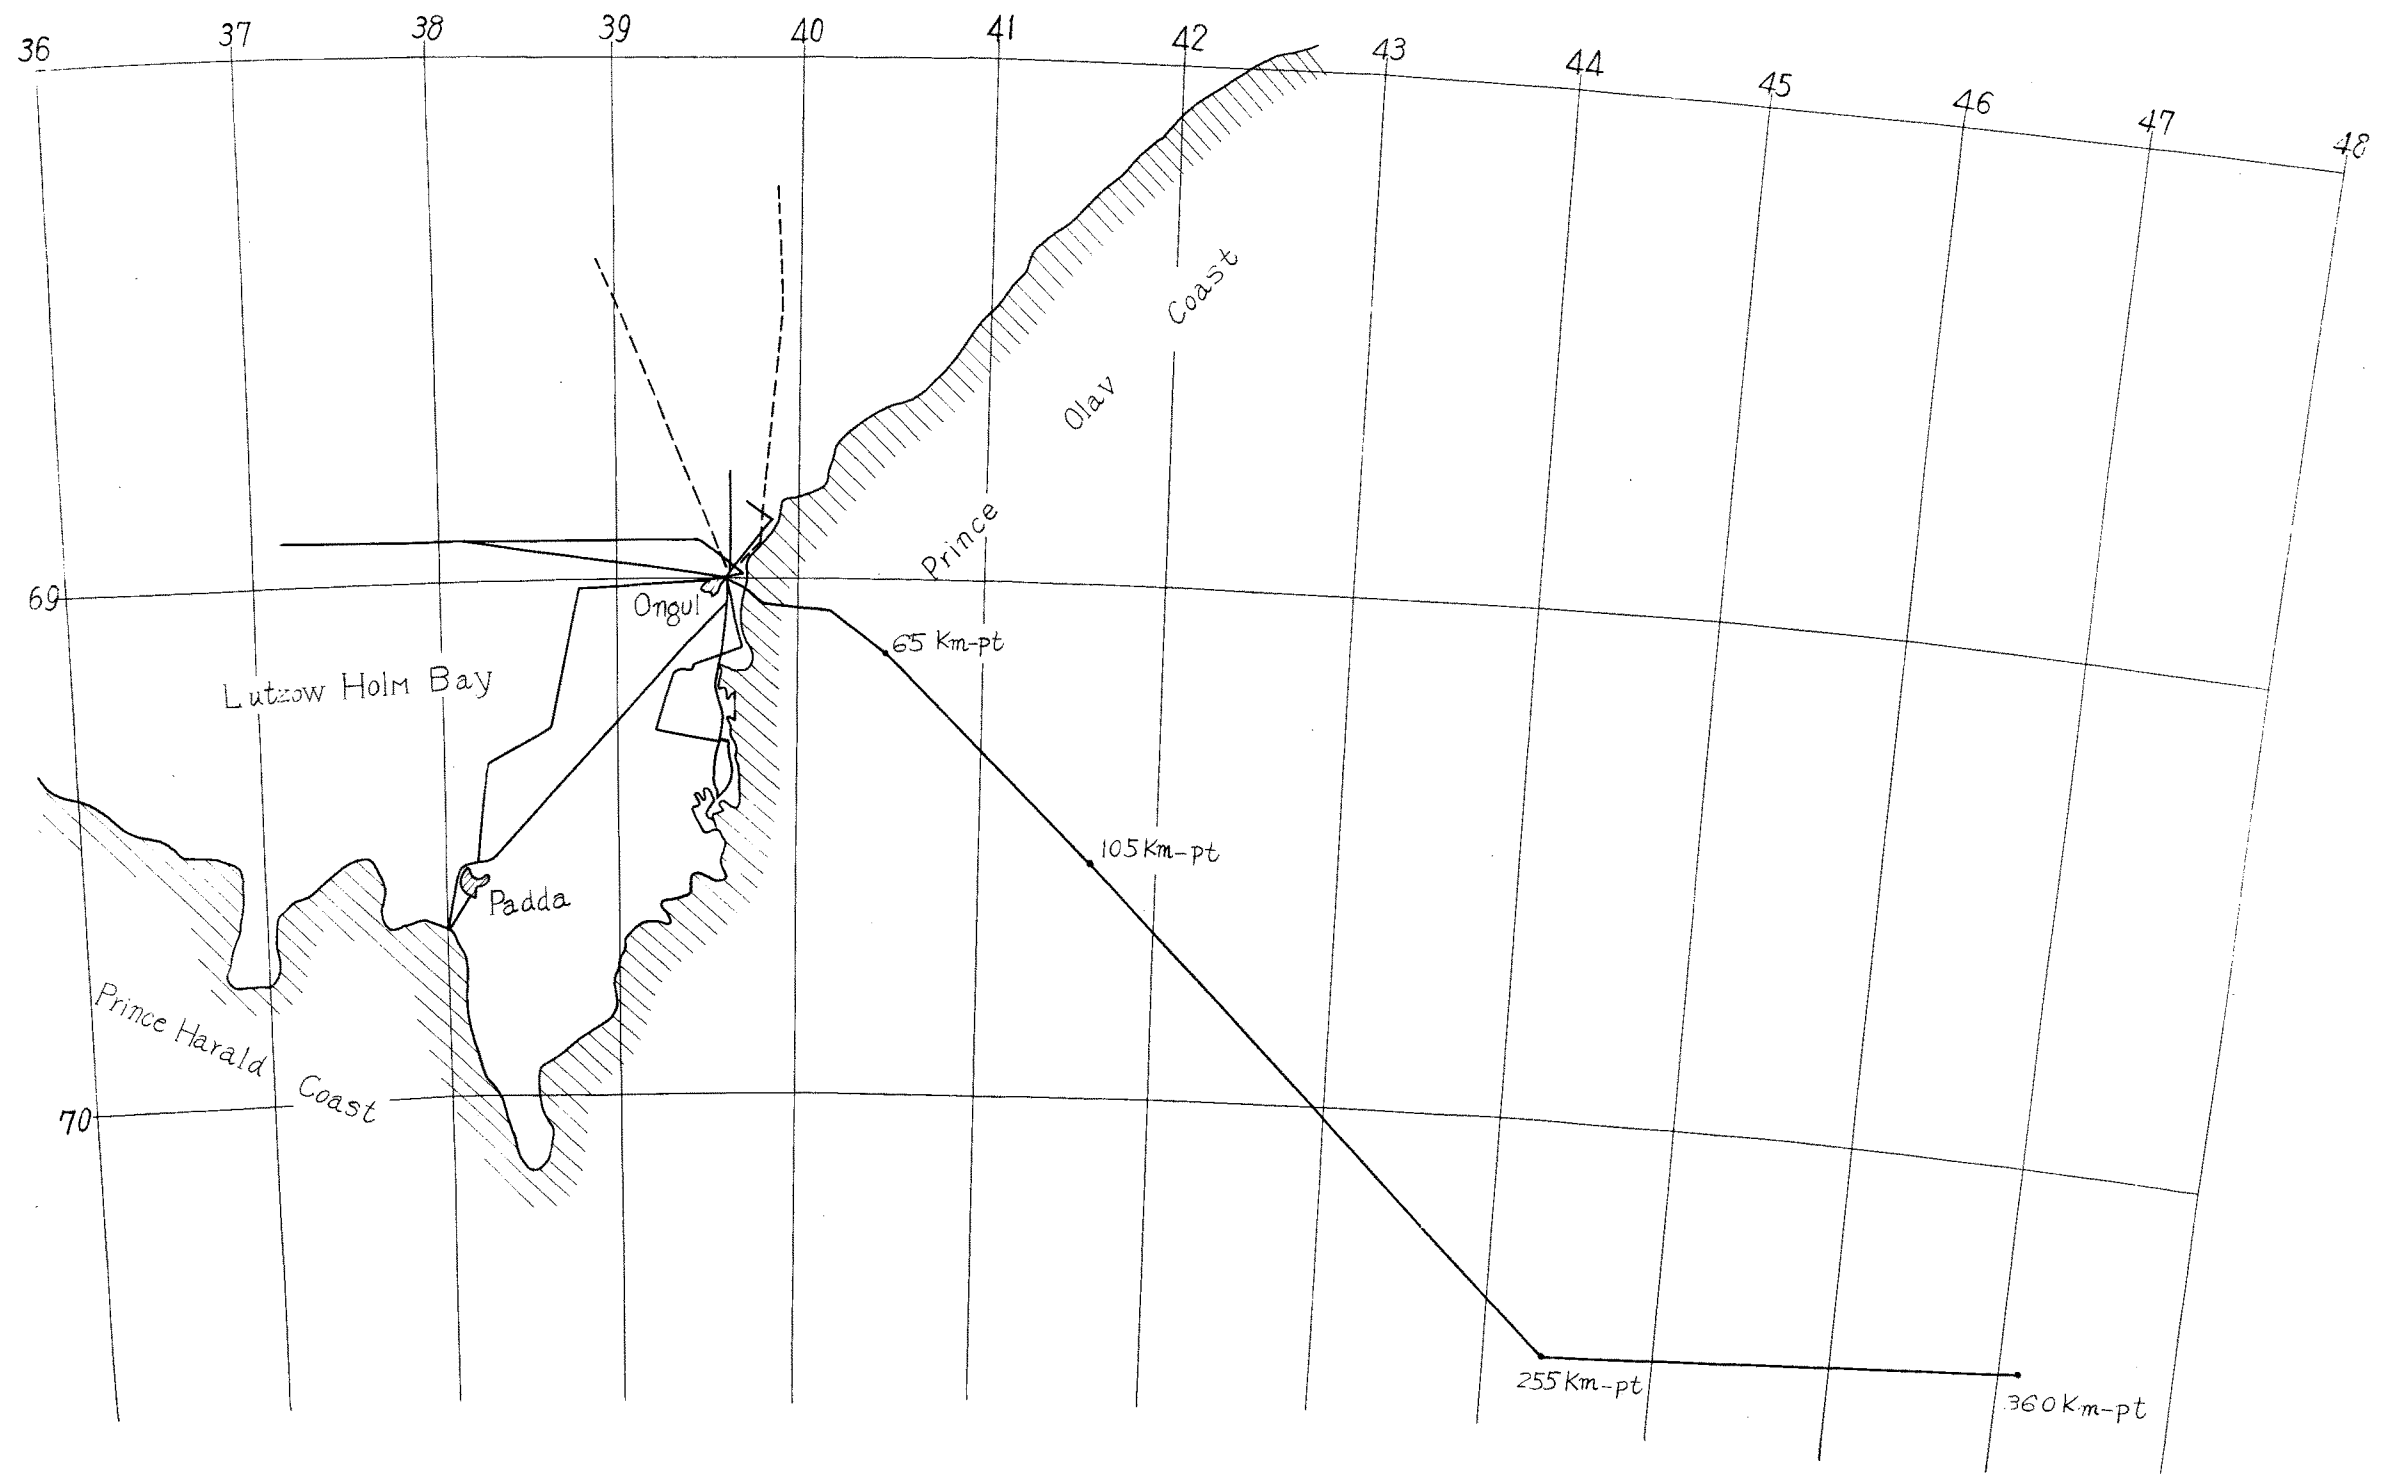 36 37 38 39 40 41 42 43 44 45 46 47 48
Coast
Olav
Prince
69
Ongul
65 Km-pt
Lutzow Holm Bay
105 Km-pt
Padda
Prince Harald
Coast
70
255 Km-pt
360 Km-pt